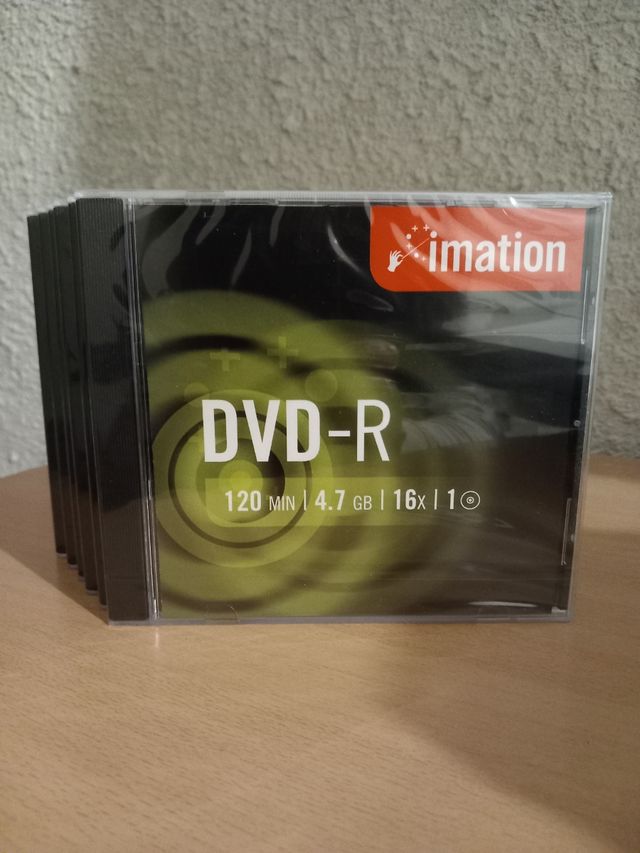 imation
DVD-R
120 MIN | 4.7 GB | 16X | 1